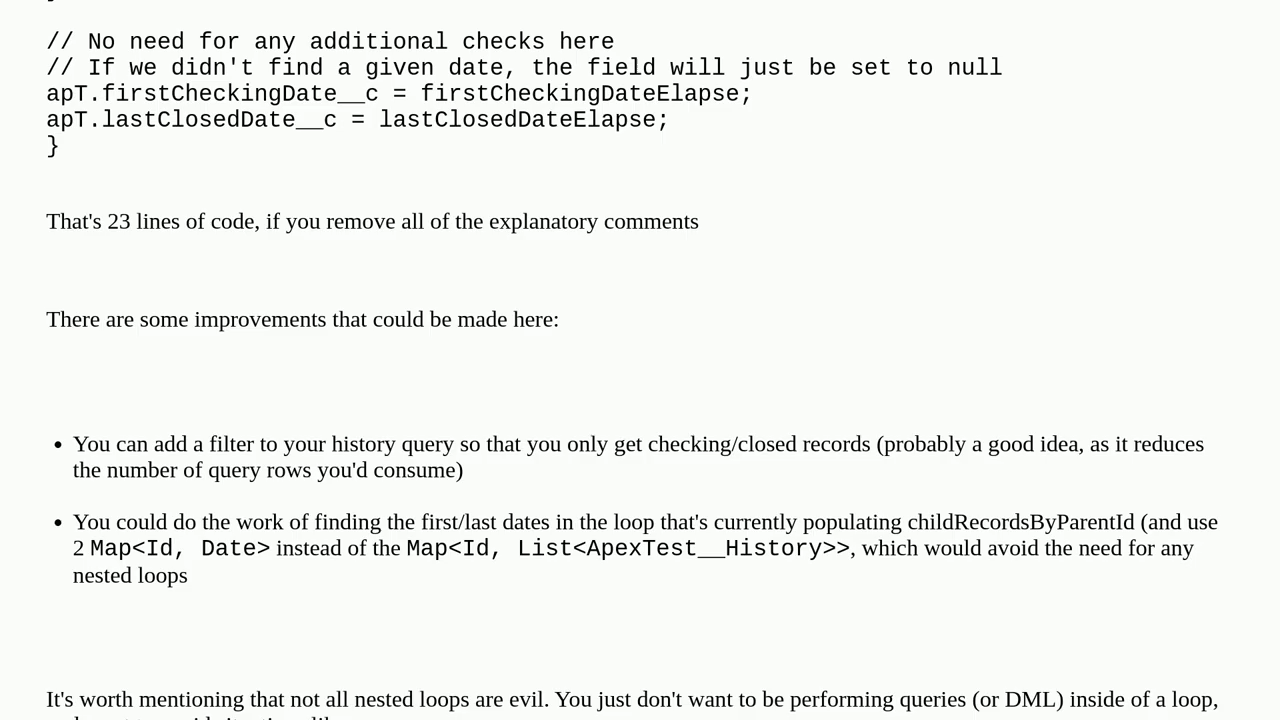 // No need for any additional checks here
// If we didn't find a given date, the field will just be set to null
apT.firstCheckingDate__c = firstCheckingDateElapse;
apT.lastClosedDate__c = lastClosedDateElapse;
}
That's 23 lines of code, if you remove all of the explanatory comments
There are some improvements that could be made here:
• You can add a filter to your history query so that you only get checking/closed records (probably a good idea, as it reduces
the number of query rows you'd consume)
• You could do the work of finding the first/last dates in the loop that's currently populating childRecordsByParentId (and use
2 Map<Id, Date> instead of the Map<Id, List<ApexTest__History>>, which would avoid the need for any
nested loops
It's worth mentioning that not all nested loops are evil. You just don't want to be performing queries (or DML) inside of a loop,